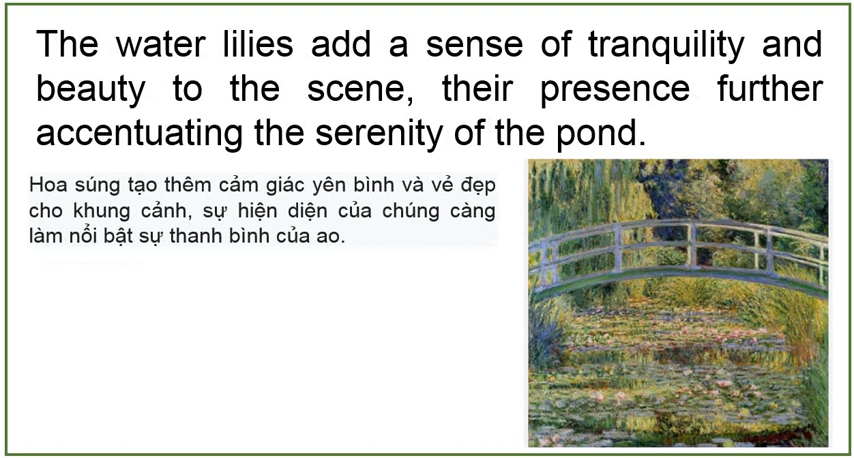 The water lilies add a sense of tranquility and
beauty to the scene, their presence further
accentuating the serenity of the pond.
Hoa súng tạo thêm cảm giác yên bình và vẻ đẹp
cho khung cảnh, sự hiện diện của chúng càng
làm nổi bật sự thanh bình của ao.